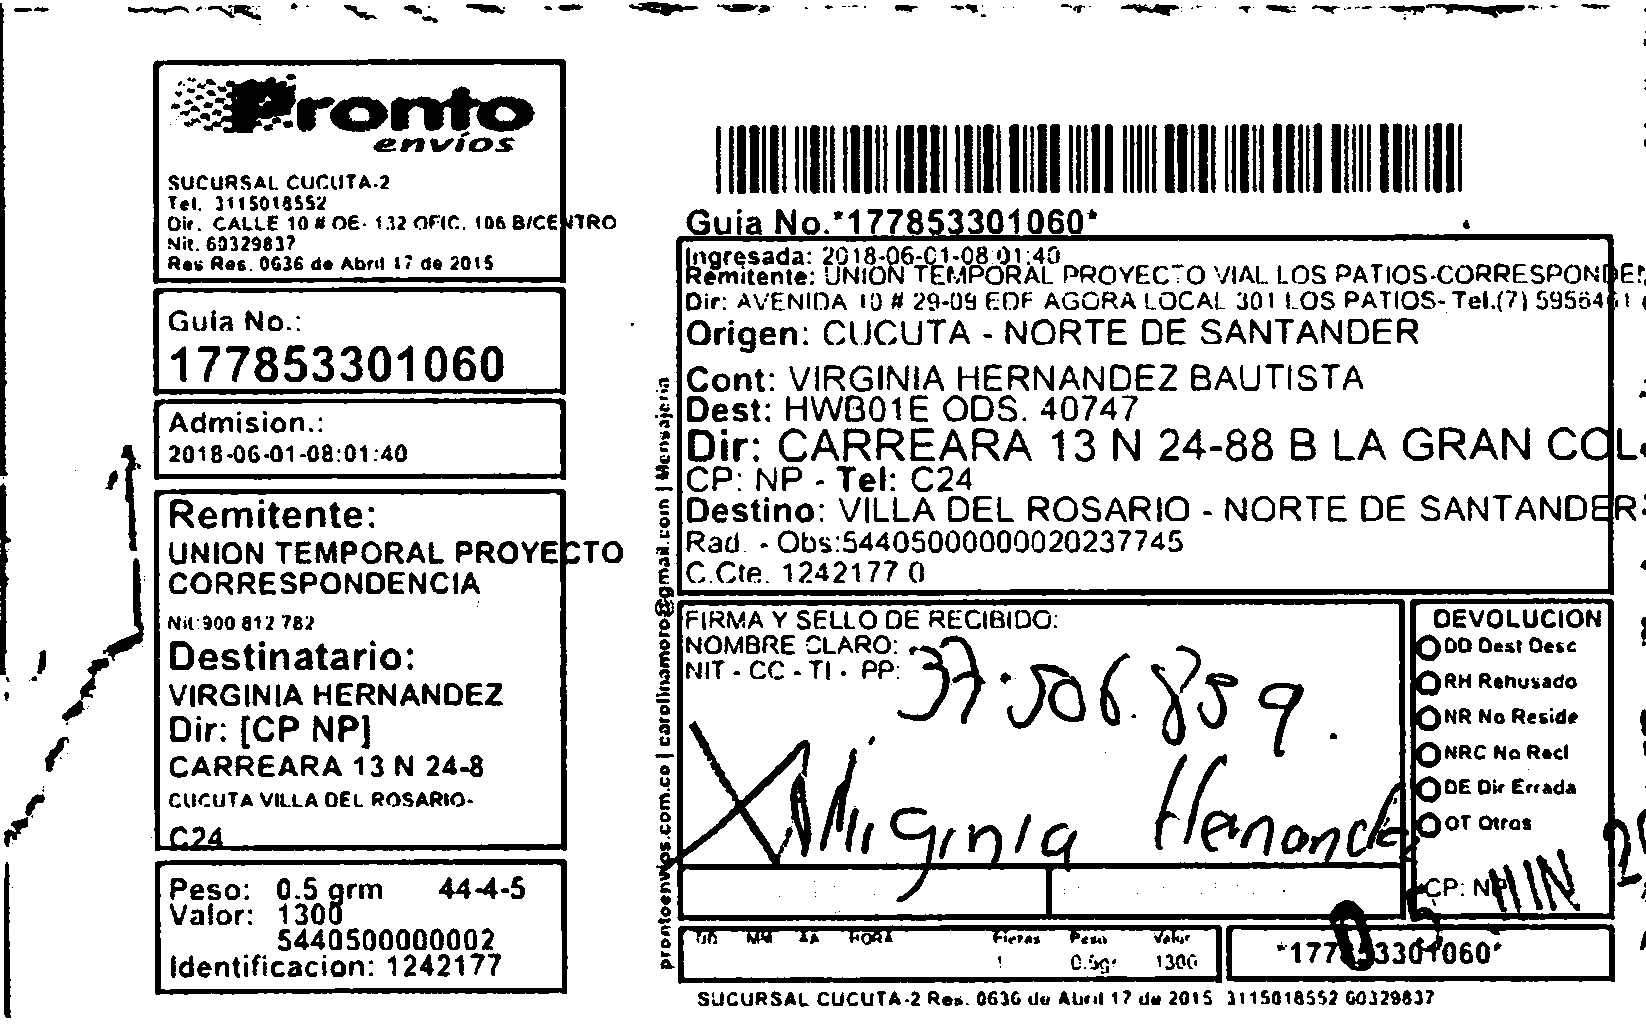 Pronto
envíos
SUCURSAL CUCUTA-2
Tel. 3115018552
Dir. CALLE 10 # OE- 132 OFIC. 106 B/CENTRO
Nit. 60329837
Res Res. 0636 de Abril 17 de 2015
Guia No.:
177853301060
Admision.:
2018-06-01-08:01:40
Remitente:
UNION TEMPORAL PROYECTO
CORRESPONDENCIA
Nit:900 812 782
Destinatario:
VIRGINIA HERNANDEZ
Dir: [CP NP]
CARREARA 13 N 24-8
CUCUTA VILLA DEL ROSARIO-
C24
Peso: 0.5 grm 44-4-5
Valor: 1300
5440500000002
Identificacion: 1242177
prontoenvios.com.co | carolinamoro@gmail.com | Mensajeria
Guia No.*177853301060*
Ingresada: 2018-06-01-08:01:40
Remitente: UNION TEMPORAL PROYECTO VIAL LOS PATIOS-CORRESPONDEN
Dir: AVENIDA 10 # 29-09 EDF AGORA LOCAL 301 LOS PATIOS- Tel.(7) 5956461
Origen: CUCUTA - NORTE DE SANTANDER
Cont: VIRGINIA HERNANDEZ BAUTISTA
Dest: HWB01E ODS. 40747
Dir: CARREARA 13 N 24-88 B LA GRAN COL
CP: NP - Tel: C24
Destino: VILLA DEL ROSARIO - NORTE DE SANTANDER
Rad. - Obs:544050000000020237745
C.Cte. 1242177 0
FIRMA Y SELLO DE RECIBIDO:
NOMBRE CLARO:
NIT - CC - TI - PP: 37.506.859.
Virginia Hernandez
DEVOLUCION
DD Dest Desc
RH Rehusado
NR No Reside
NRC No Recl
DE Dir Errada
OT Otros
CP: NP
DD MM AA HORA Piezas Peso Valor
1 0.5gr 1300
*177853301060*
SUCURSAL CUCUTA-2 Res. 0636 de Abril 17 de 2015 3115018552 60329837